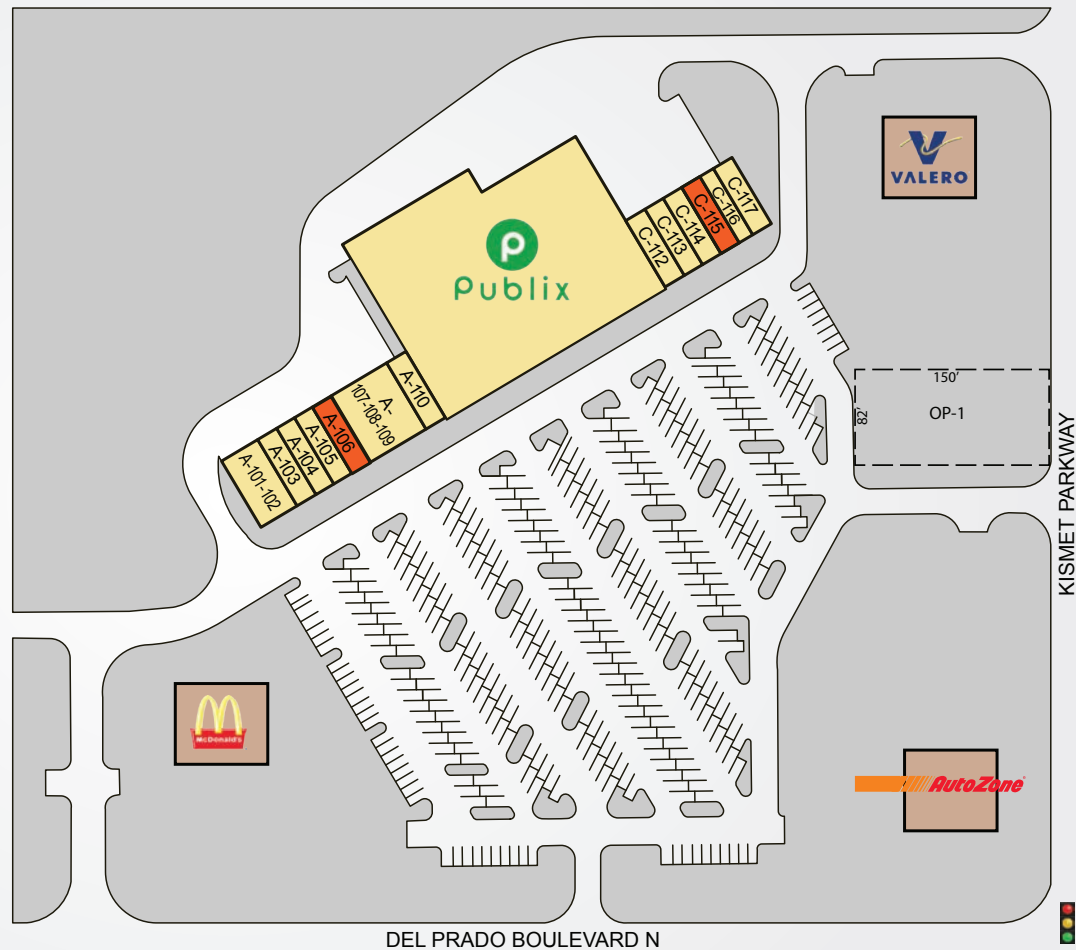 VALERO
C-117
C-116
C-115
C-114
C-113
C-112
Publix
150'
82'
OP-1
A-110
A-
107-108-109
A-106
A-105
A-104
A-103
A-101-102
KISMET PARKWAY
McDonald's
AutoZone
DEL PRADO BOULEVARD N